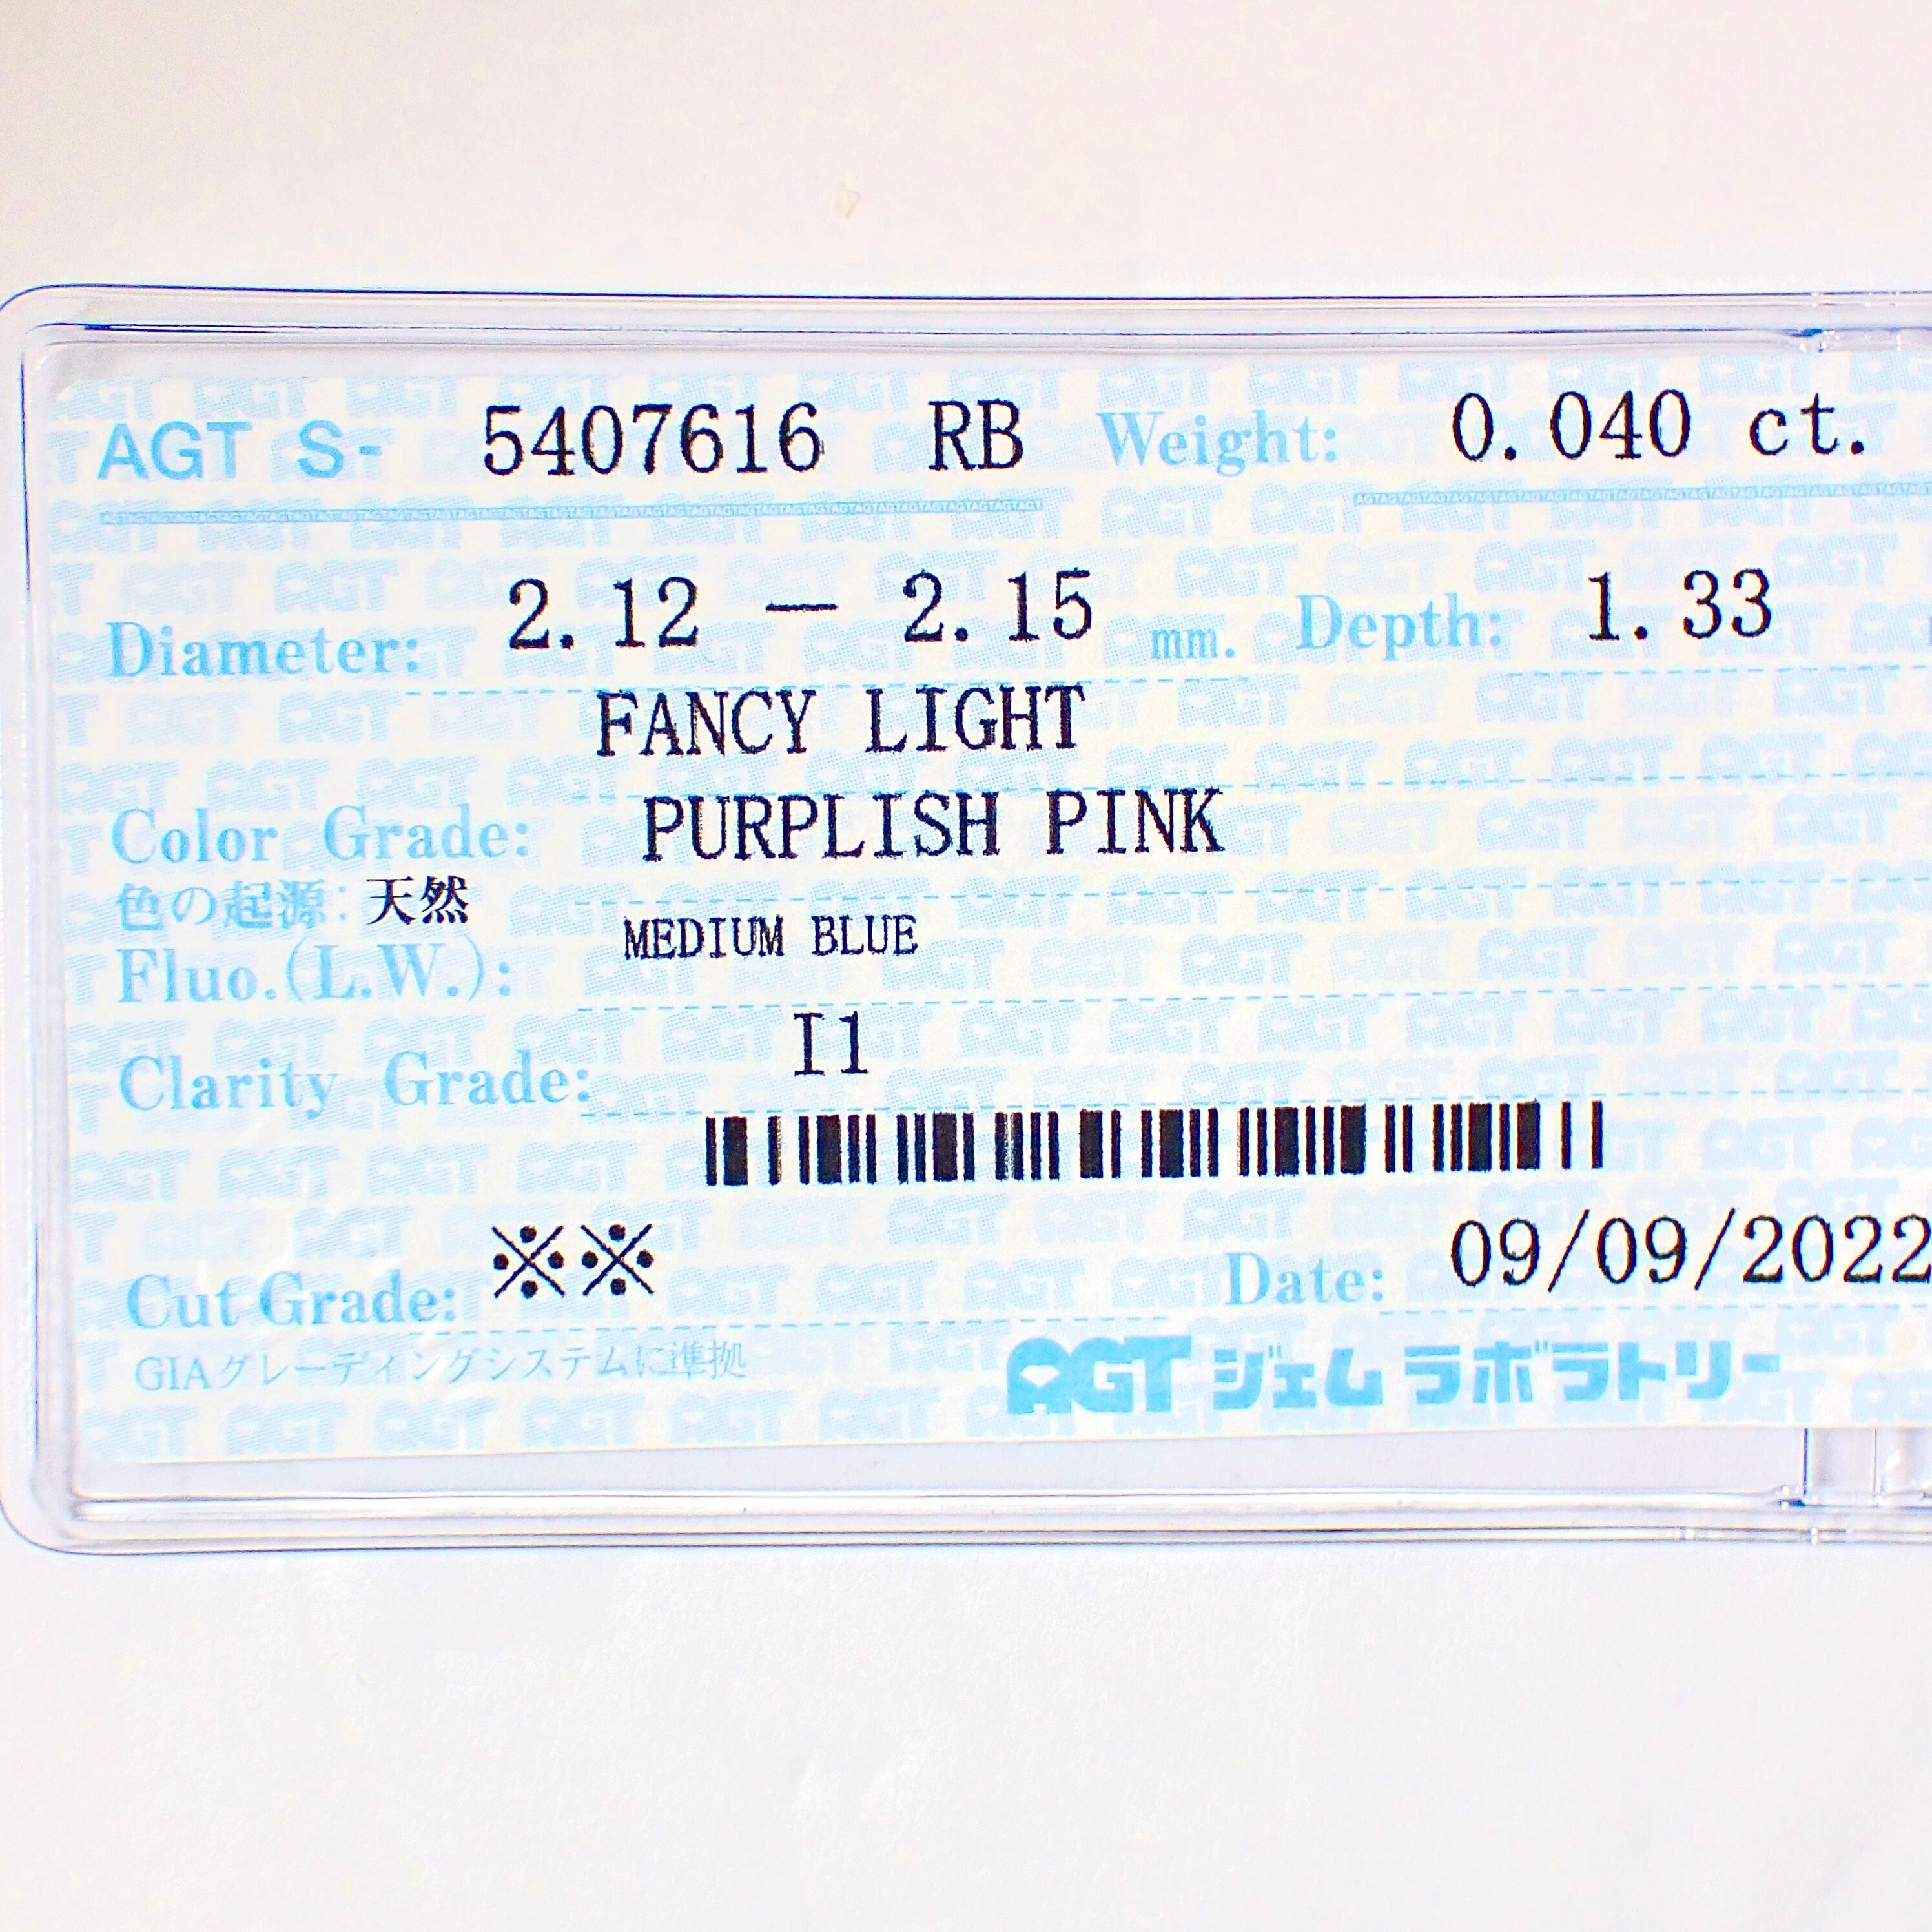 AGT S- 5407616 RB Weight: 0.040 ct.
Diameter: 2.12 — 2.15 mm. Depth: 1.33
FANCY LIGHT
Color Grade: PURPLISH PINK
色の起源: 天然
Fluo.(L.W.): MEDIUM BLUE
Clarity Grade: I1
Cut Grade: ※※ Date: 09/09/2022
GIAグレーディングシステムに準拠
AGT ジェム ラボラトリー